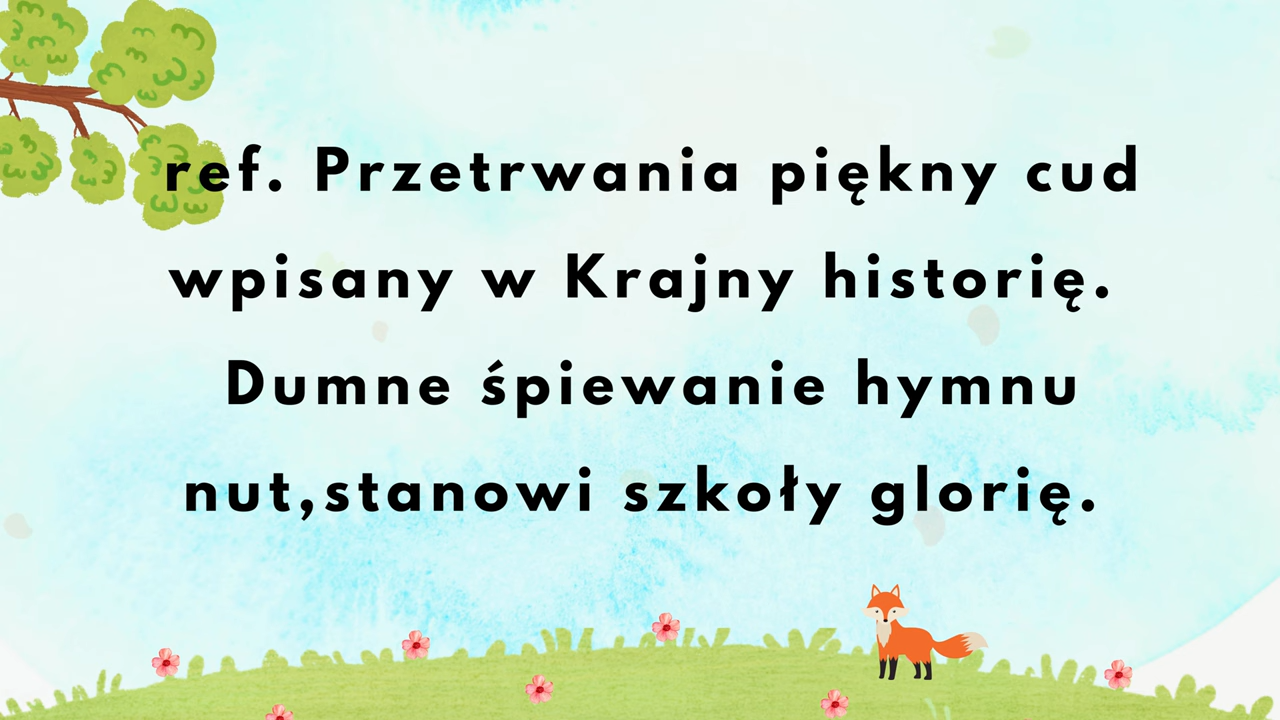 ref. Przetrwania piękny cud
wpisany w Krajny historię.
Dumne śpiewanie hymnu
nut,stanowi szkoły glorię.